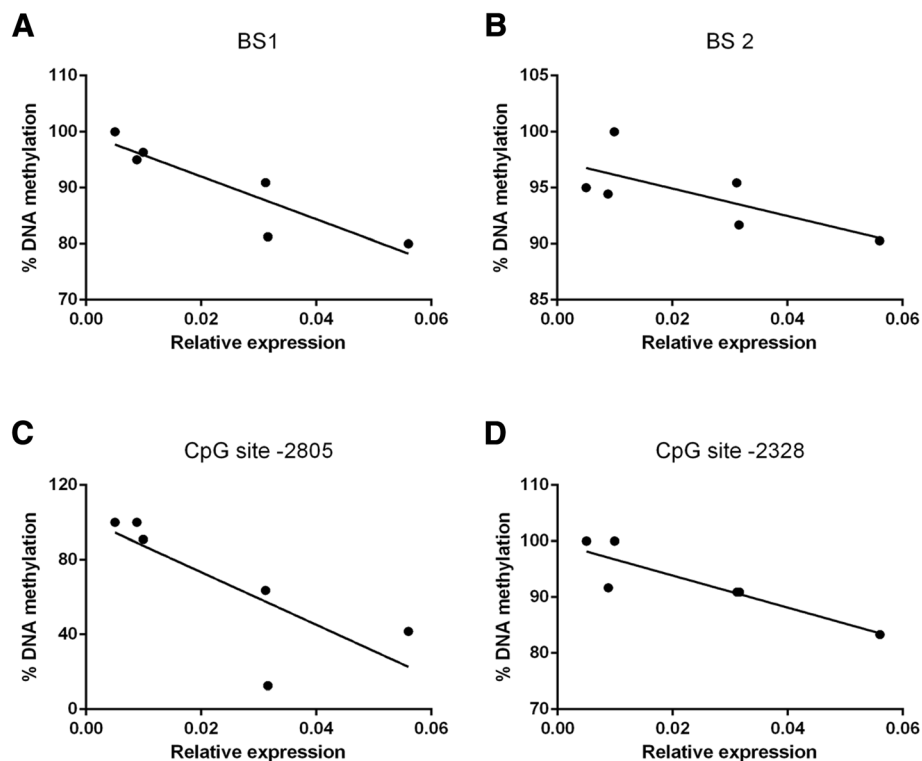 A
BS1
% DNA methylation
110
100
90
80
70
0.00
0.02
0.04
0.06
Relative expression
B
BS 2
% DNA methylation
105
100
95
90
85
0.00
0.02
0.04
0.06
Relative expression
C
CpG site -2805
% DNA methylation
120
80
40
0
0.00
0.02
0.04
0.06
Relative expression
D
CpG site -2328
% DNA methylation
110
100
90
80
70
0.00
0.02
0.04
0.06
Relative expression